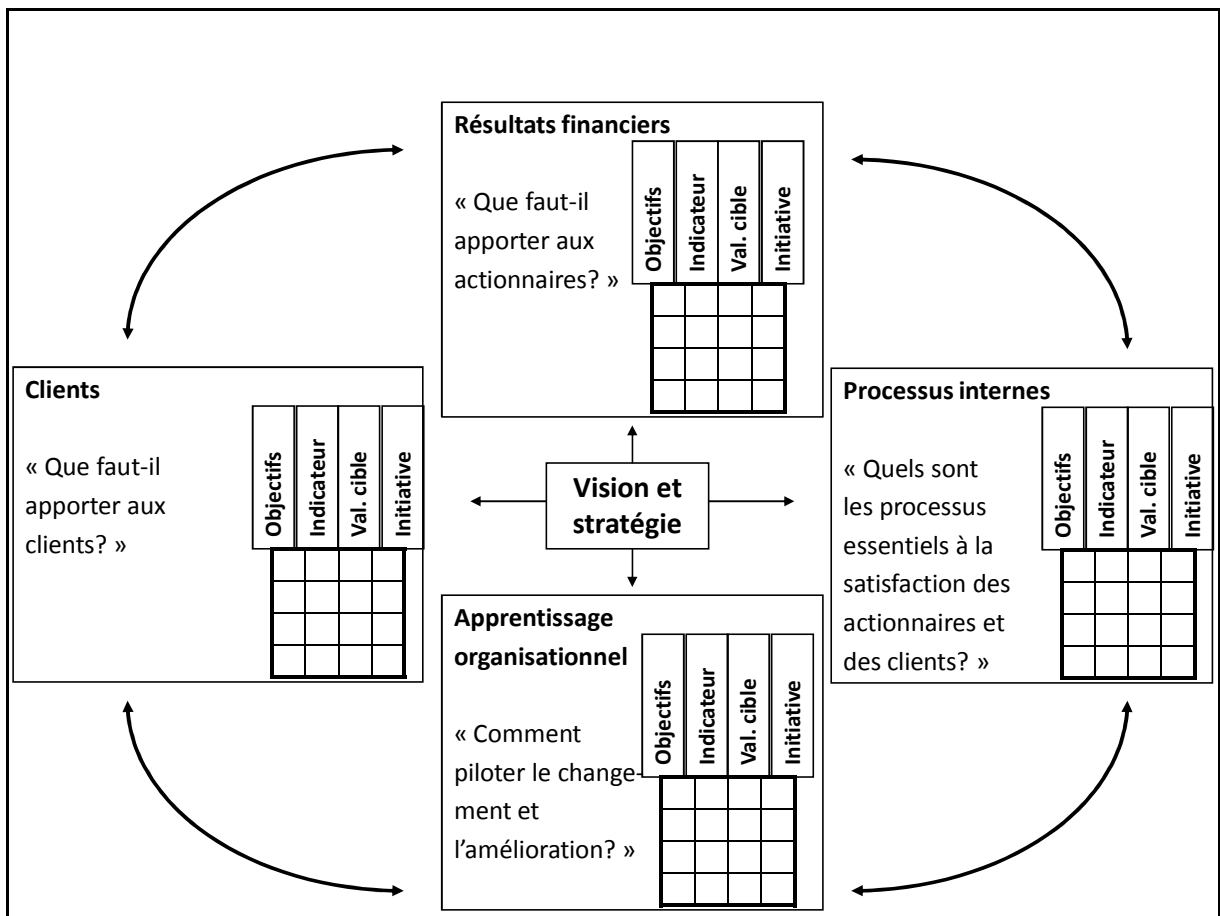 Résultats financiers
« Que faut-il
apporter aux
actionnaires? »
Objectifs
Indicateur
Val. cible
Initiative
Clients
« Que faut-il
apporter aux
clients? »
Objectifs
Indicateur
Val. cible
Initiative
Vision et
stratégie
Processus internes
« Quels sont
les processus
essentiels à la
satisfaction des
actionnaires et
des clients? »
Objectifs
Indicateur
Val. cible
Initiative
Apprentissage
organisationnel
« Comment
piloter le change-
ment et
l’amélioration? »
Objectifs
Indicateur
Val. cible
Initiative